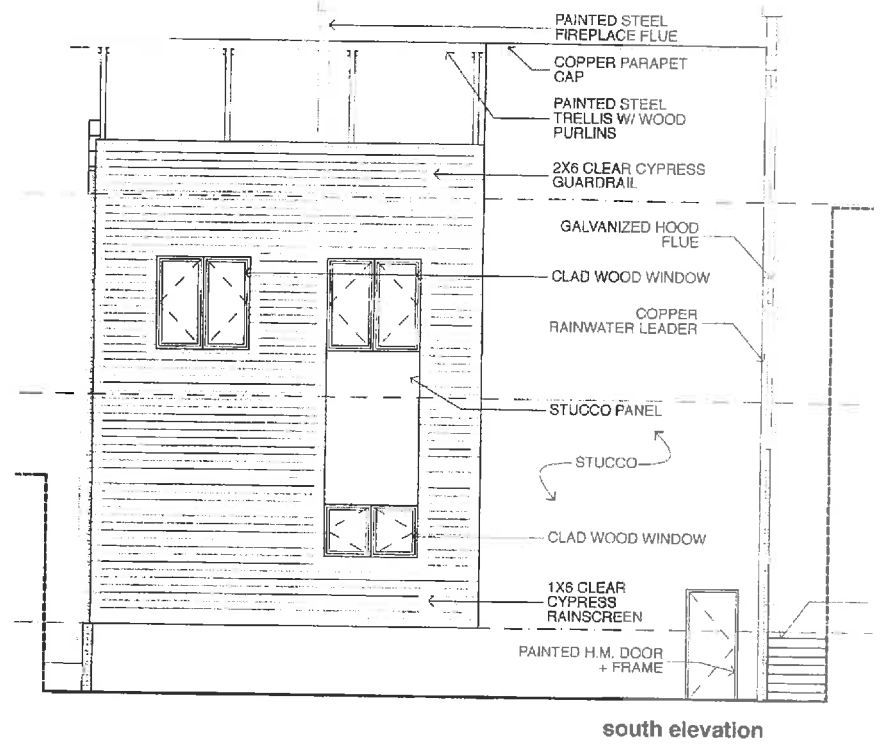 PAINTED STEEL
FIREPLACE FLUE
COPPER PARAPET
CAP
PAINTED STEEL
TRELLIS W/ WOOD
PURLINS
2X6 CLEAR CYPRESS
GUARDRAIL
GALVANIZED HOOD
FLUE
CLAD WOOD WINDOW
COPPER
RAINWATER LEADER
STUCCO PANEL
STUCCO
CLAD WOOD WINDOW
1X6 CLEAR
CYPRESS
RAINSCREEN
PAINTED H.M. DOOR
+ FRAME
south elevation